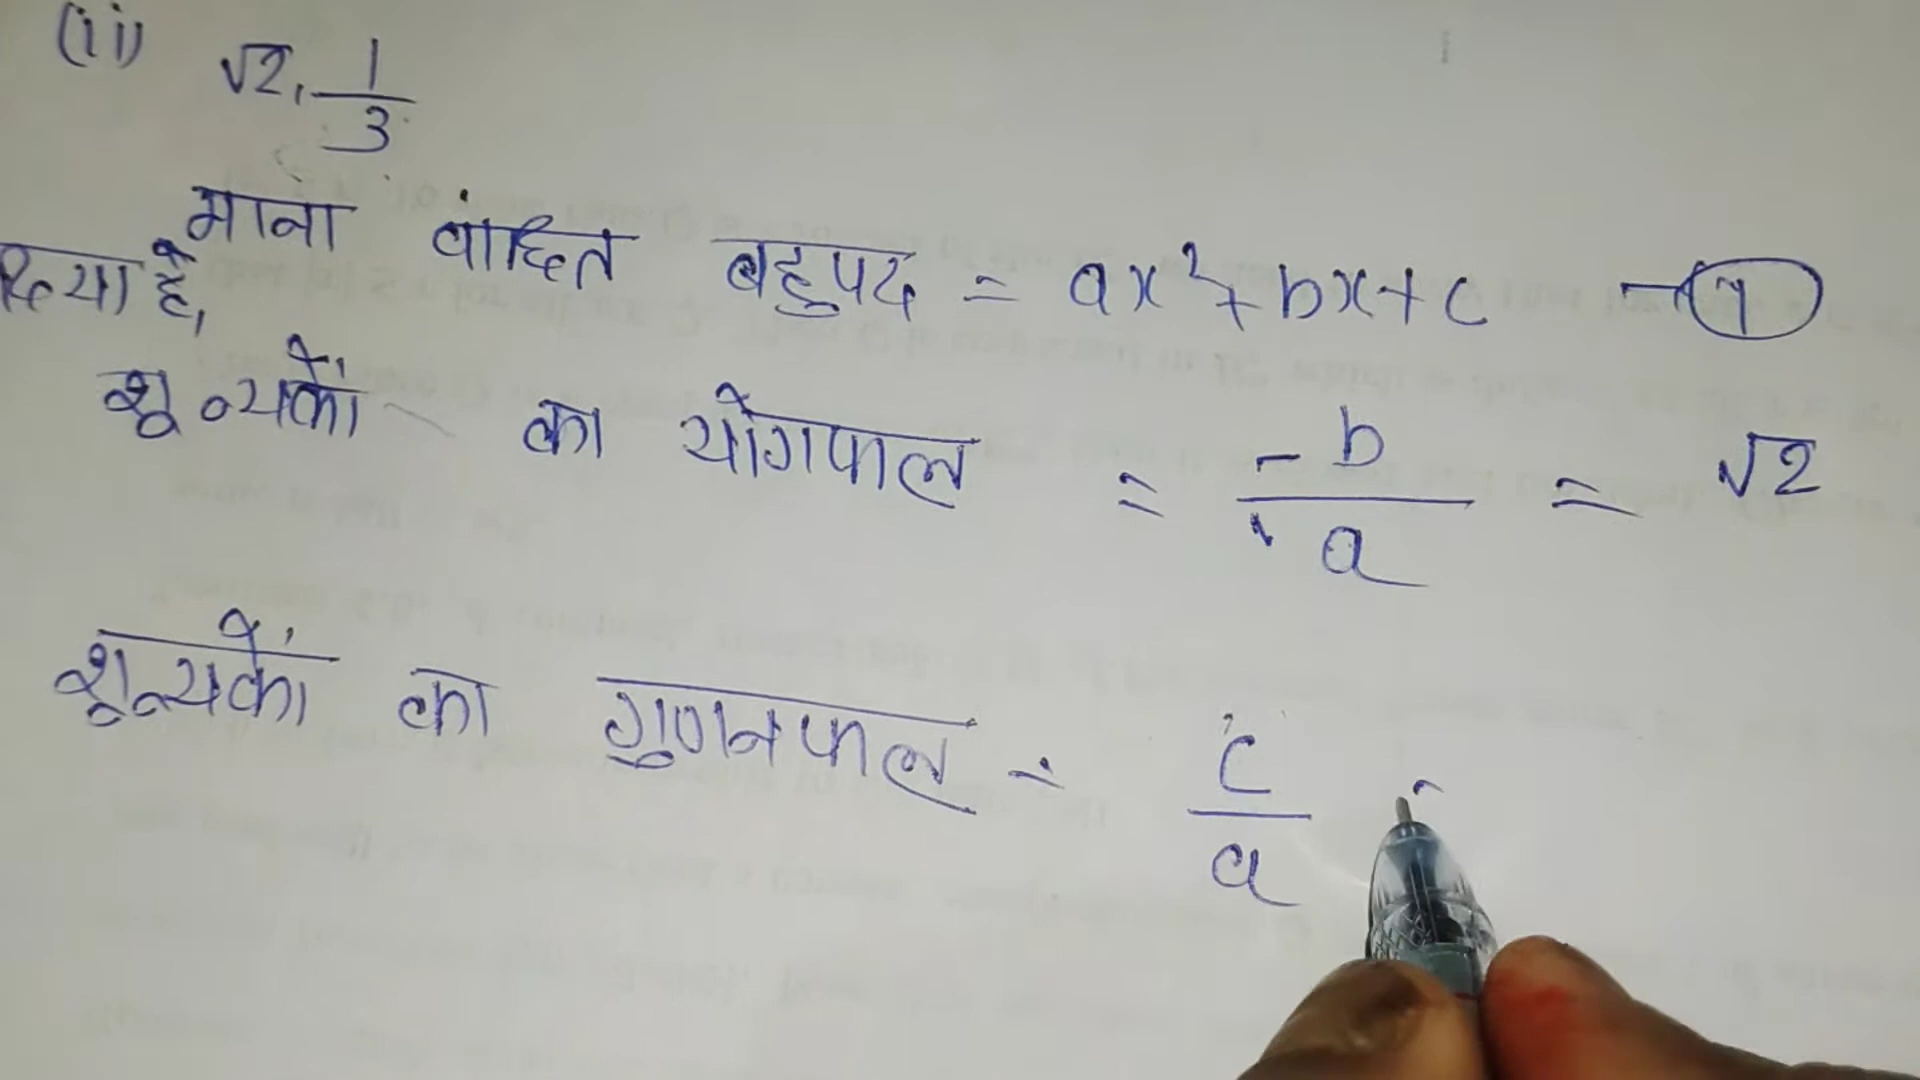 (ii) √2, 1/3
माना वांछित बहुपद = ax²+bx+c —(1)
दिया है,
शून्यकों का योगफल = -b/a = √2
शून्यकों का गुणनफल = c/a